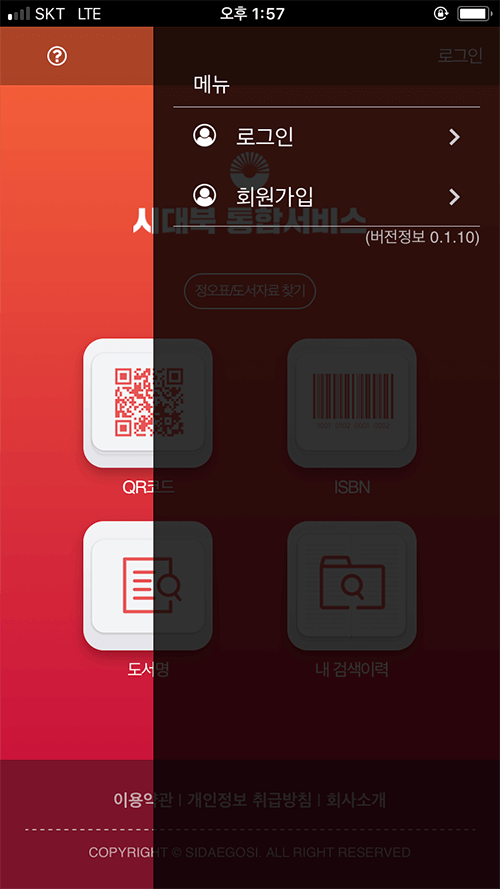 SKT LTE 오후 1:57
로그인
메뉴
로그인
회원가입
시대북 통합서비스
(버전정보 0.1.10)
정오표/도서자료 찾기
QR코드
ISBN
도서명
내 검색이력
이용약관 | 개인정보 취급방침 | 회사소개
COPYRIGHT © SIDAEGOSI. ALL RIGHT RESERVED